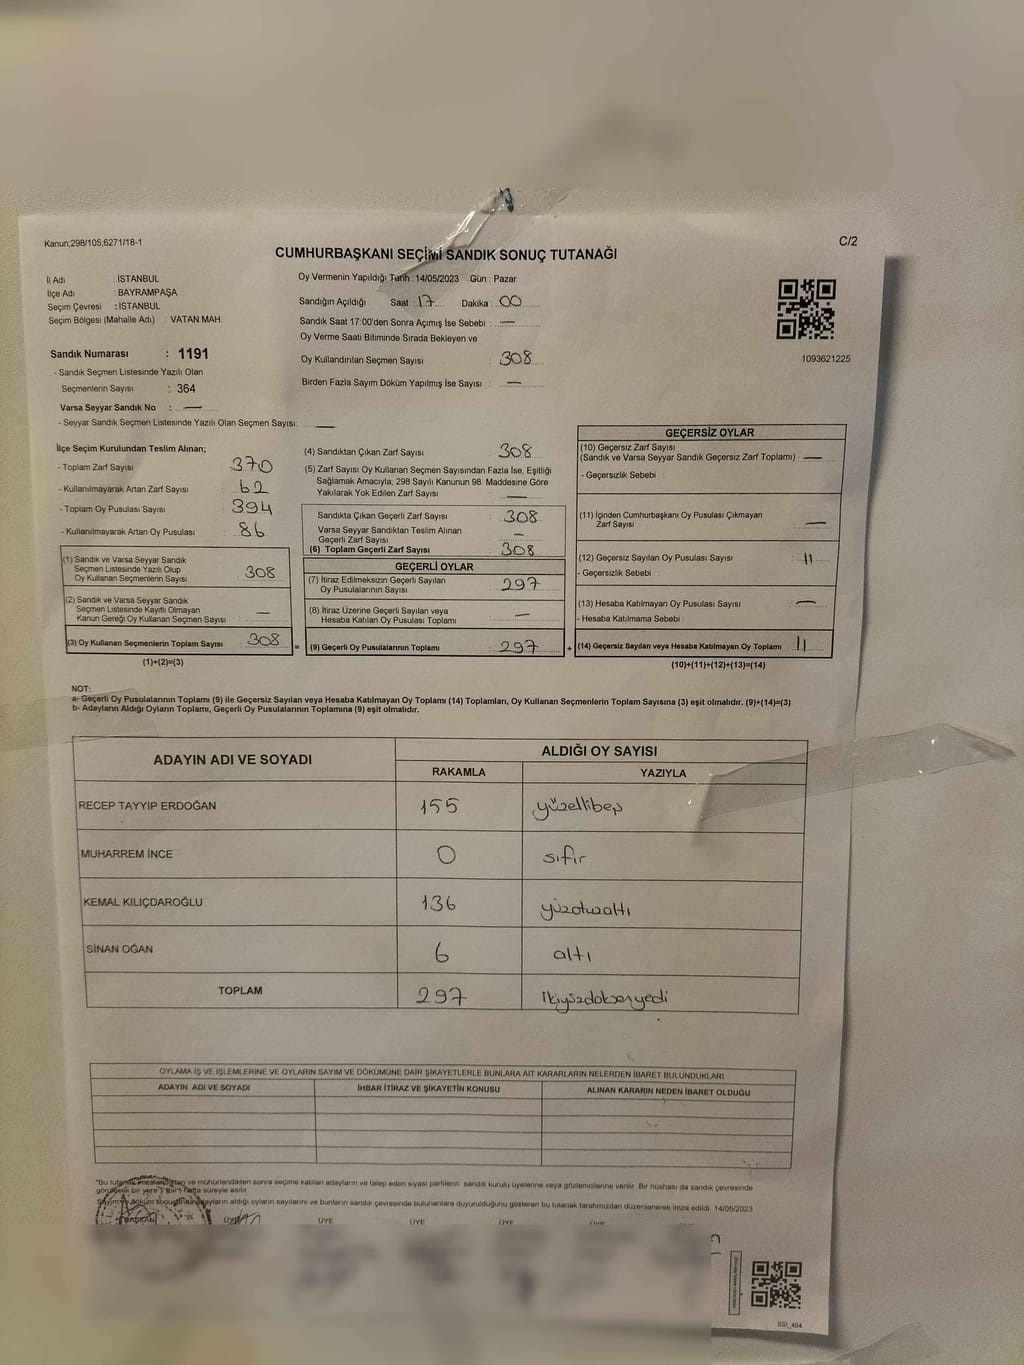 Kanun,298/105,6271/18-1
C/2
CUMHURBAŞKANI SEÇİMİ SANDIK SONUÇ TUTANAĞI
İl Adı : İSTANBUL
İlçe Adı : BAYRAMPAŞA
Seçim Çevresi : İSTANBUL
Seçim Bölgesi (Mahalle Adı) : VATAN MAH.
Sandık Numarası : 1191
- Sandık Seçmen Listesinde Yazılı Olan
Seçmenlerin Sayısı : 364
Varsa Seyyar Sandık No : —
- Seyyar Sandık Seçmen Listesinde Yazılı Olan Seçmen Sayısı: —
Oy Vermenin Yapıldığı Tarih : 14/05/2023 Gün : Pazar
Sandığın Açıldığı Saat : 17 Dakika : 00
Sandık Saat 17:00'den Sonra Açımış İse Sebebi : —
Oy Verme Saati Bitiminde Sırada Bekleyen ve
Oy Kullandırılan Seçmen Sayısı : 308
Birden Fazla Sayım Döküm Yapılmış İse Sayısı : —
1093621225
İlçe Seçim Kurulundan Teslim Alınan;
- Toplam Zarf Sayısı : 370
- Kullanılmayarak Artan Zarf Sayısı : 62
- Toplam Oy Pusulası Sayısı : 394
- Kullanılmayarak Artan Oy Pusulası : 86
(1) Sandık ve Varsa Seyyar Sandık
Seçmen Listesinde Yazılı Olup
Oy Kullanan Seçmenlerin Sayısı : 308
(2) Sandık ve Varsa Seyyar Sandık
Seçmen Listesinde Kayıtlı Olmayan
Kanun Gereği Oy Kullanan Seçmen Sayısı : —
(3) Oy Kullanan Seçmenlerin Toplam Sayısı : 308
(1)+(2)=(3)
(4) Sandıktan Çıkan Zarf Sayısı : 308
(5) Zarf Sayısı Oy Kullanan Seçmen Sayısından Fazla İse, Eşitliği
Sağlamak Amacıyla; 298 Sayılı Kanunun 98. Maddesine Göre
Yakılarak Yok Edilen Zarf Sayısı : —
Sandıkta Çıkan Geçerli Zarf Sayısı : 308
Varsa Seyyar Sandıktan Teslim Alınan
Geçerli Zarf Sayısı : —
(6) Toplam Geçerli Zarf Sayısı : 308
GEÇERLİ OYLAR
(7) İtiraz Edilmeksizin Geçerli Sayılan
Oy Pusulalarının Sayısı : 297
(8) İtiraz Üzerine Geçerli Sayılan veya
Hesaba Katılan Oy Pusulası Toplamı : —
= (9) Geçerli Oy Pusulalarının Toplamı : 297
GEÇERSİZ OYLAR
(10) Geçersiz Zarf Sayısı
(Sandık ve Varsa Seyyar Sandık Geçersiz Zarf Toplamı) : —
- Geçersizlik Sebebi :
(11) İçinden Cumhurbaşkanı Oy Pusulası Çıkmayan
Zarf Sayısı : —
(12) Geçersiz Sayılan Oy Pusulası Sayısı : 11
- Geçersizlik Sebebi :
(13) Hesaba Katılmayan Oy Pusulası Sayısı : —
- Hesaba Katılmama Sebebi :
+ (14) Geçersiz Sayılan veya Hesaba Katılmayan Oy Toplamı : 11
(10)+(11)+(12)+(13)=(14)
NOT:
a- Geçerli Oy Pusulalarının Toplamı (9) ile Geçersiz Sayılan veya Hesaba Katılmayan Oy Toplamı (14) Toplamları, Oy Kullanan Seçmenlerin Toplam Sayısına (3) eşit olmalıdır. (9)+(14)=(3)
b- Adayların Aldığı Oyların Toplamı, Geçerli Oy Pusulalarının Toplamına (9) eşit olmalıdır.
ADAYIN ADI VE SOYADI
ALDIĞI OY SAYISI
RAKAMLA YAZIYLA
RECEP TAYYİP ERDOĞAN 155 yüzellibeş
MUHARREM İNCE 0 sıfır
KEMAL KILIÇDAROĞLU 136 yüzotuzaltı
SİNAN OĞAN 6 altı
TOPLAM 297 ikiyüzdoksanyedi
OYLAMA İŞ VE İŞLEMLERİNE VE OYLARIN SAYIM VE DÖKÜMÜNE DAİR ŞİKAYETLERLE BUNLARA AİT KARARLARIN NELERDEN İBARET BULUNDUKLARI
ADAYIN ADI VE SOYADI İHBAR İTİRAZ VE ŞİKAYETİN KONUSU ALINAN KARARIN NEDEN İBARET OLDUĞU
"Bu tutanak imzalandıktan ve mühürlendikten sonra seçime katılan adayların ve talep eden siyasi partilerin sandık kurulu üyelerine veya gözlemcilerine verilir. Bir nüshası da sandık çevresinde
görülebilir bir yere 1 (bir) hafta süreyle asılır.
Sayım ve döküm sonucunda adayların aldığı oyların sayılarını ve bunların sandık çevresinde bulunanlara duyurulduğunu gösteren bu tutanak tarafımızdan düzenlenerek imza edildi. 14/05/2023
ÜYE ÜYE ÜYE ÜYE ÜYE
SSI_404